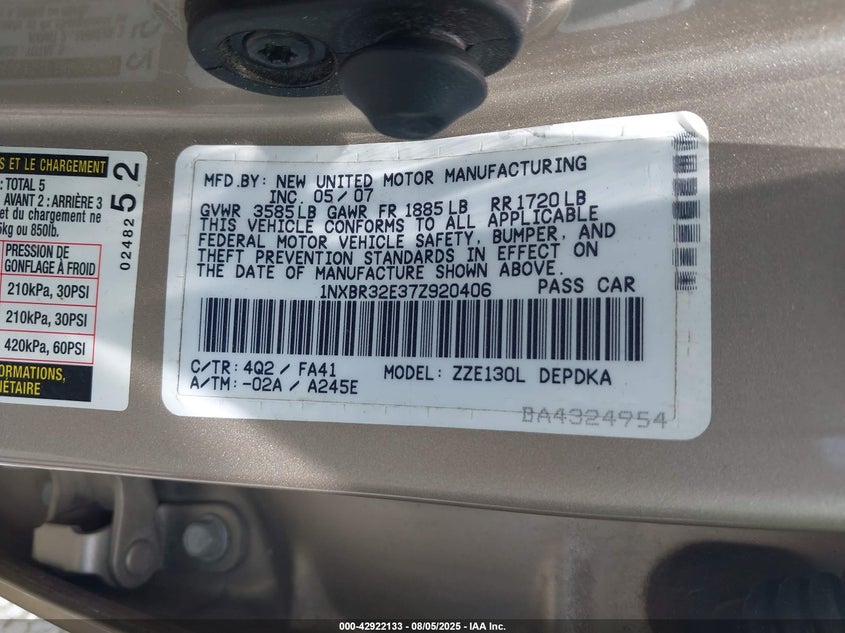 S ET LE CHARGEMENT
: TOTAL 5
AVANT 2 : ARRIÈRE 3
et du chargement ne
kg ou 850lb.
PRESSION DE
GONFLAGE À FROID
210kPa, 30PSI
210kPa, 30PSI
420kPa, 60PSI
FORMATIONS,
02482 52
MFD.BY: NEW UNITED MOTOR MANUFACTURING
INC. 05/07
GVWR 3585LB GAWR FR 1885LB RR 1720LB
THIS VEHICLE CONFORMS TO ALL APPLICABLE
FEDERAL MOTOR VEHICLE SAFETY, BUMPER, AND
THEFT PREVENTION STANDARDS IN EFFECT ON
THE DATE OF MANUFACTURE SHOWN ABOVE.
1NXBR32E37Z920406 PASS CAR
C/TR: 4Q2 / FA41 MODEL: ZZE130L DEPDKA
A/TM: -02A / A245E
BA4324954
000-42922133 - 08/05/2025 - IAA Inc.